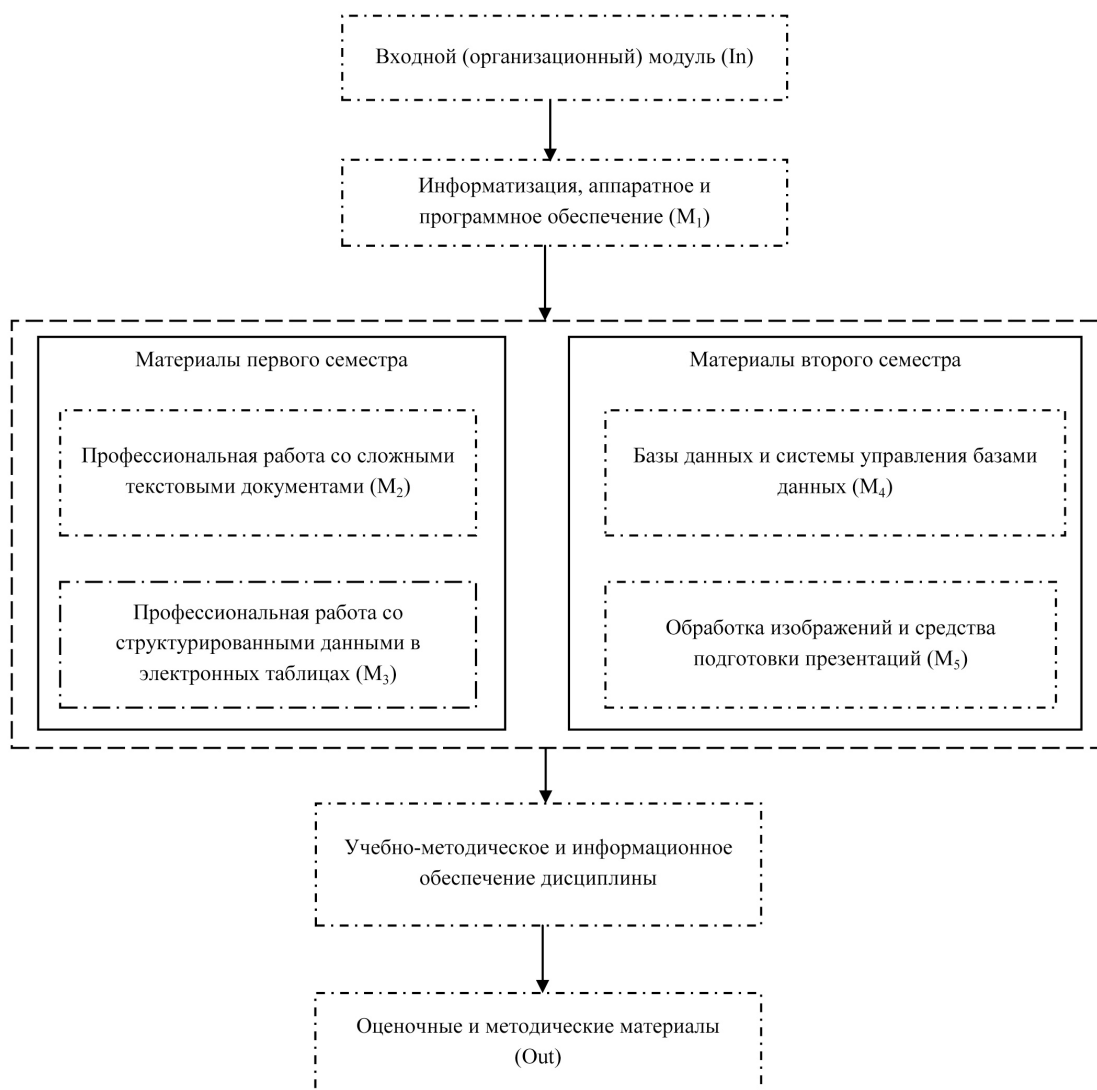 Входной (организационный) модуль (In)
Информатизация, аппаратное и
программное обеспечение (M₁)
Материалы первого семестра
Профессиональная работа со сложными
текстовыми документами (M₂)
Профессиональная работа со
структурированными данными в
электронных таблицах (M₃)
Материалы второго семестра
Базы данных и системы управления базами
данных (M₄)
Обработка изображений и средства
подготовки презентаций (M₅)
Учебно-методическое и информационное
обеспечение дисциплины
Оценочные и методические материалы
(Out)